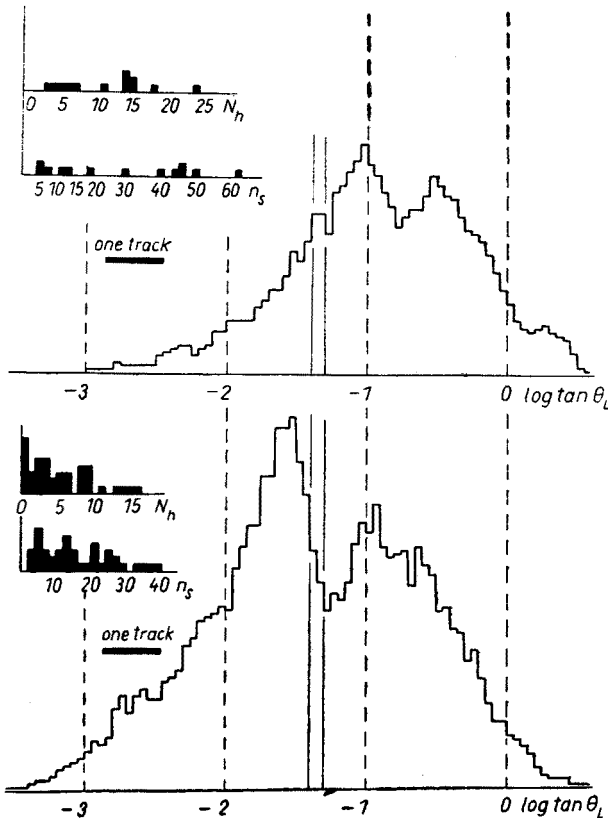 0 5 10 15 20 25 N_h
5 10 15 20 30 40 50 60 n_s
one track
-3 -2 -1 0 log tan θ_L
0 5 10 15 N_h
10 20 30 40 n_s
one track
-3 -2 -1 0 log tan θ_L